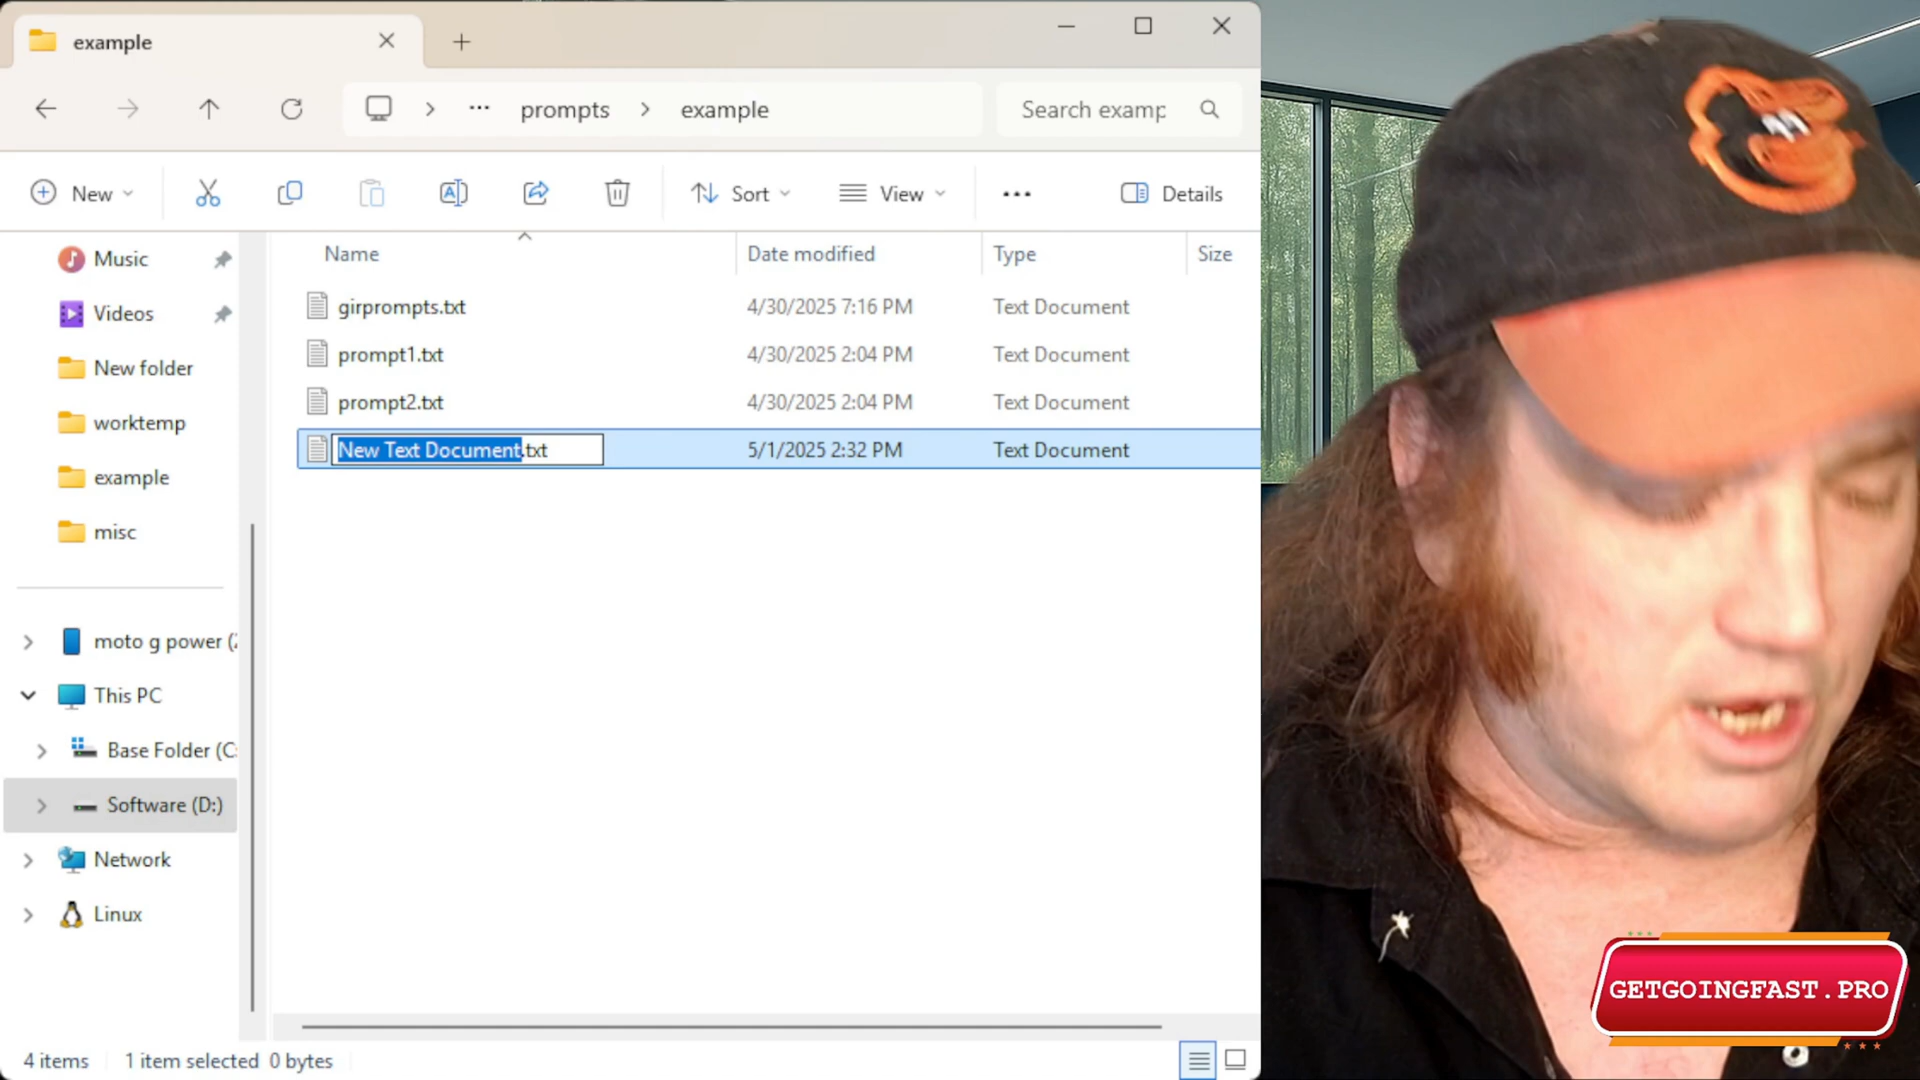 example
prompts > example
Search examp
New
Sort
View
Details
Name
Date modified
Type
Size
Music
Videos
New folder
worktemp
example
misc
moto g power (
This PC
Base Folder (C:
Software (D:)
Network
Linux
girprompts.txt 4/30/2025 7:16 PM Text Document
prompt1.txt 4/30/2025 2:04 PM Text Document
prompt2.txt 4/30/2025 2:04 PM Text Document
New Text Document.txt 5/1/2025 2:32 PM Text Document
4 items 1 item selected 0 bytes
GETGOINGFAST.PRO